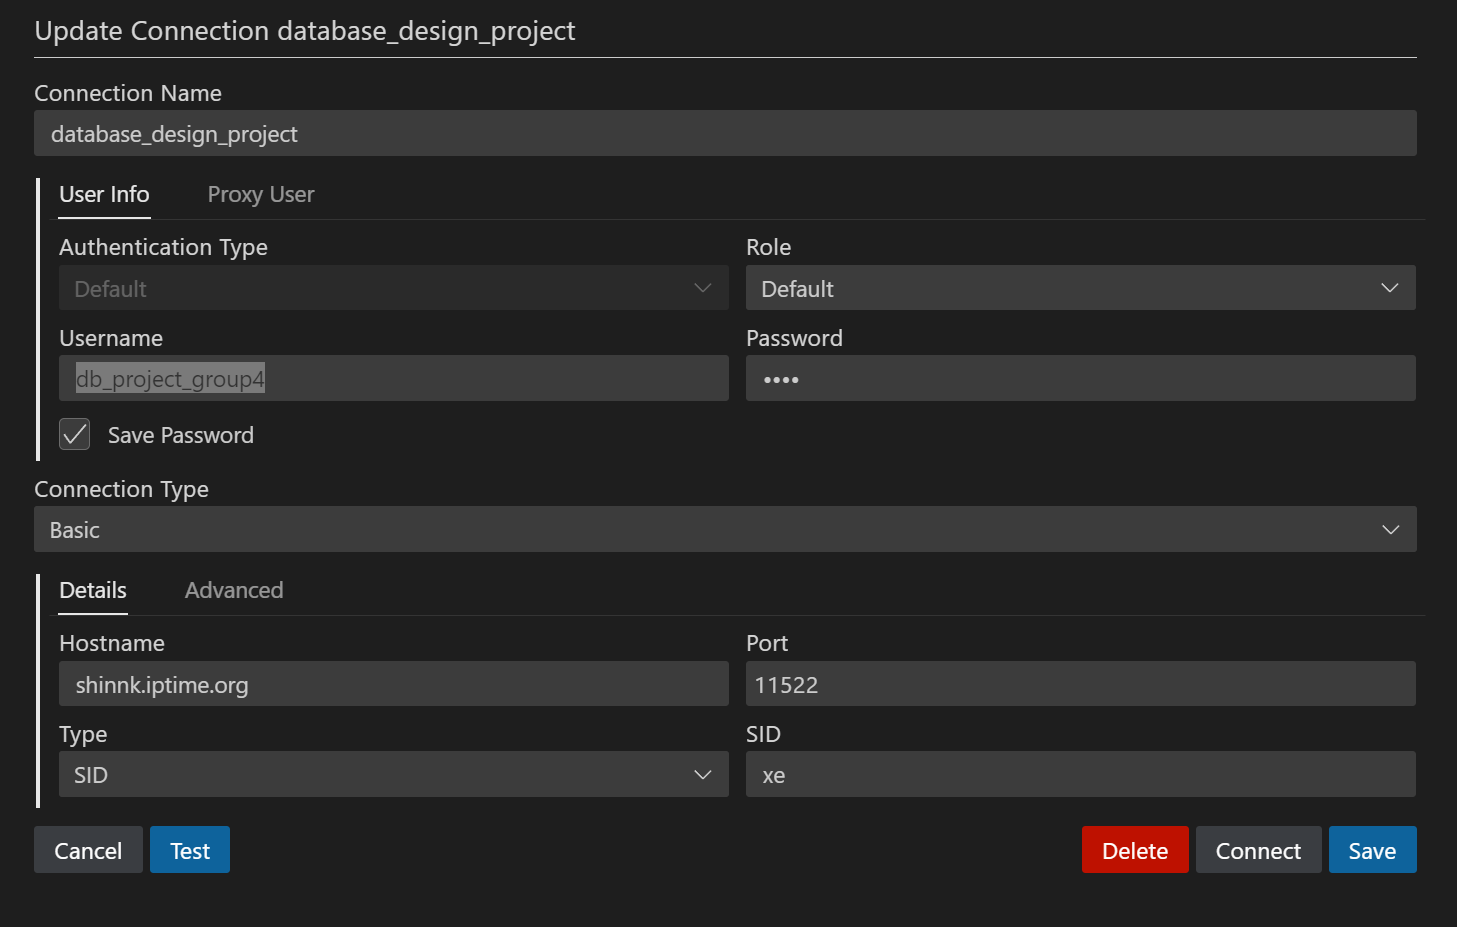 Update Connection database_design_project
Connection Name
database_design_project
User Info Proxy User
Authentication Type Role
Default Default
Username Password
db_project_group4 ••••
Save Password
Connection Type
Basic
Details Advanced
Hostname Port
shinnk.iptime.org 11522
Type SID
SID xe
Cancel Test Delete Connect Save